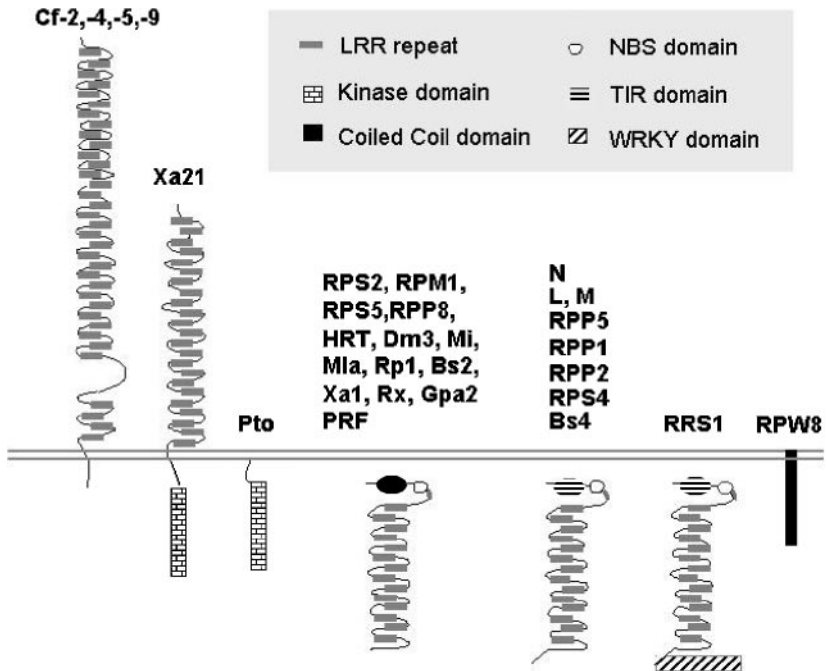 Cf-2,-4,-5,-9
LRR repeat
NBS domain
Kinase domain
TIR domain
Coiled Coil domain
WRKY domain
Xa21
RPS2, RPM1,
RPS5,RPP8,
HRT, Dm3, Mi,
Mla, Rp1, Bs2,
Xa1, Rx, Gpa2
PRF
N
L, M
RPP5
RPP1
RPP2
RPS4
Bs4
Pto
RRS1
RPW8